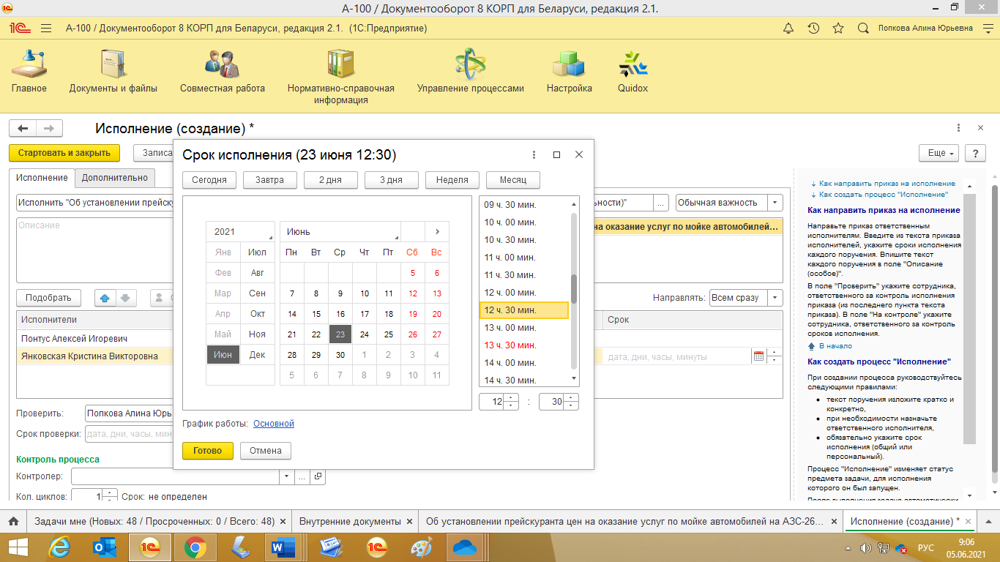 А-100 / Документооборот 8 КОРП для Беларуси, редакция 2.1.
А-100 / Документооборот 8 КОРП для Беларуси, редакция 2.1. (1С:Предприятие)
Попкова Алина Юрьевна
Главное
Документы и файлы
Совместная работа
Нормативно-справочная
информация
Управление процессами
Настройка
Quidox
Исполнение (создание) *
Стартовать и закрыть
Записа
Еще
?
Исполнение
Дополнительно
Исполнить "Об установлении прейску
льности)"
...
Обычная важность
Описание
на оказание услуг по мойке автомобилей...
Подобрать
Направлять:
Всем сразу
Исполнители
Срок
Понтус Алексей Игоревич
Янковская Кристина Викторовна
дата, дни, часы, минуты
Проверить:
Попкова Алина Юрь
Срок проверки:
дата, дни, часы, мин
Контроль процесса
Контролер:
...
Кол. циклов:
1
Срок: не определен
Срок исполнения (23 июня 12:30)
Сегодня
Завтра
2 дня
3 дня
Неделя
Месяц
2021
Июнь
Янв Июл
Фев Авг
Мар Сен
Апр Окт
Май Ноя
Июн Дек
Пн Вт Ср Чт Пт Сб Вс
5 6
7 8 9 10 11 12 13
14 15 16 17 18 19 20
21 22 23 24 25 26 27
28 29 30 1 2 3 4
5 6 7 8 9 10 11
09 ч. 30 мин.
10 ч. 00 мин.
10 ч. 30 мин.
11 ч. 00 мин.
11 ч. 30 мин.
12 ч. 00 мин.
12 ч. 30 мин.
13 ч. 00 мин.
13 ч. 30 мин.
14 ч. 00 мин.
14 ч. 30 мин.
12 : 30
График работы: Основной
Готово
Отмена
Как направить приказ на исполнение
Как создать процесс "Исполнение"
Как направить приказ на исполнение
Направьте приказ ответственным
исполнителям. Введите из текста приказа
исполнителей, укажите сроки исполнения
каждого поручения. Впишите текст
каждого поручения в поле "Описание
(особое)".
В поле "Проверить" укажите сотрудника,
ответственного за контроль исполнения
приказа (из последнего пункта текста
приказа). В поле "На контроле" укажите
сотрудника, ответственного за контроль
сроков исполнения.
В начало
Как создать процесс "Исполнение"
При создании процесса руководствуйтесь
следующими правилами:
текст поручения изложите кратко и
конкретно,
при необходимости назначьте
ответственного исполнителя,
обязательно укажите срок
исполнения (общий или
персональный).
Процесс "Исполнение" изменяет статус
предмета задачи, для исполнения
которого он был запущен.
Задачи мне (Новых: 48 / Просроченных: 0 / Всего: 48)
Внутренние документы
Об установлении прейскуранта цен на оказание услуг по мойке автомобилей на АЗС-26...
Исполнение (создание) *
РУС
9:06
05.06.2021